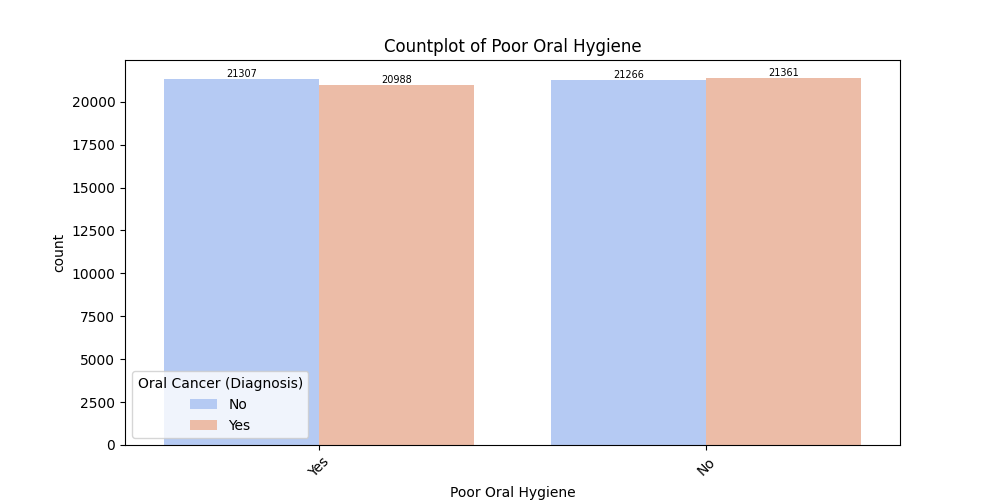 Countplot of Poor Oral Hygiene
21307
20988
21266
21361
20000
17500
15000
12500
10000
7500
5000
2500
0
count
Oral Cancer (Diagnosis)
No
Yes
Yes
No
Poor Oral Hygiene